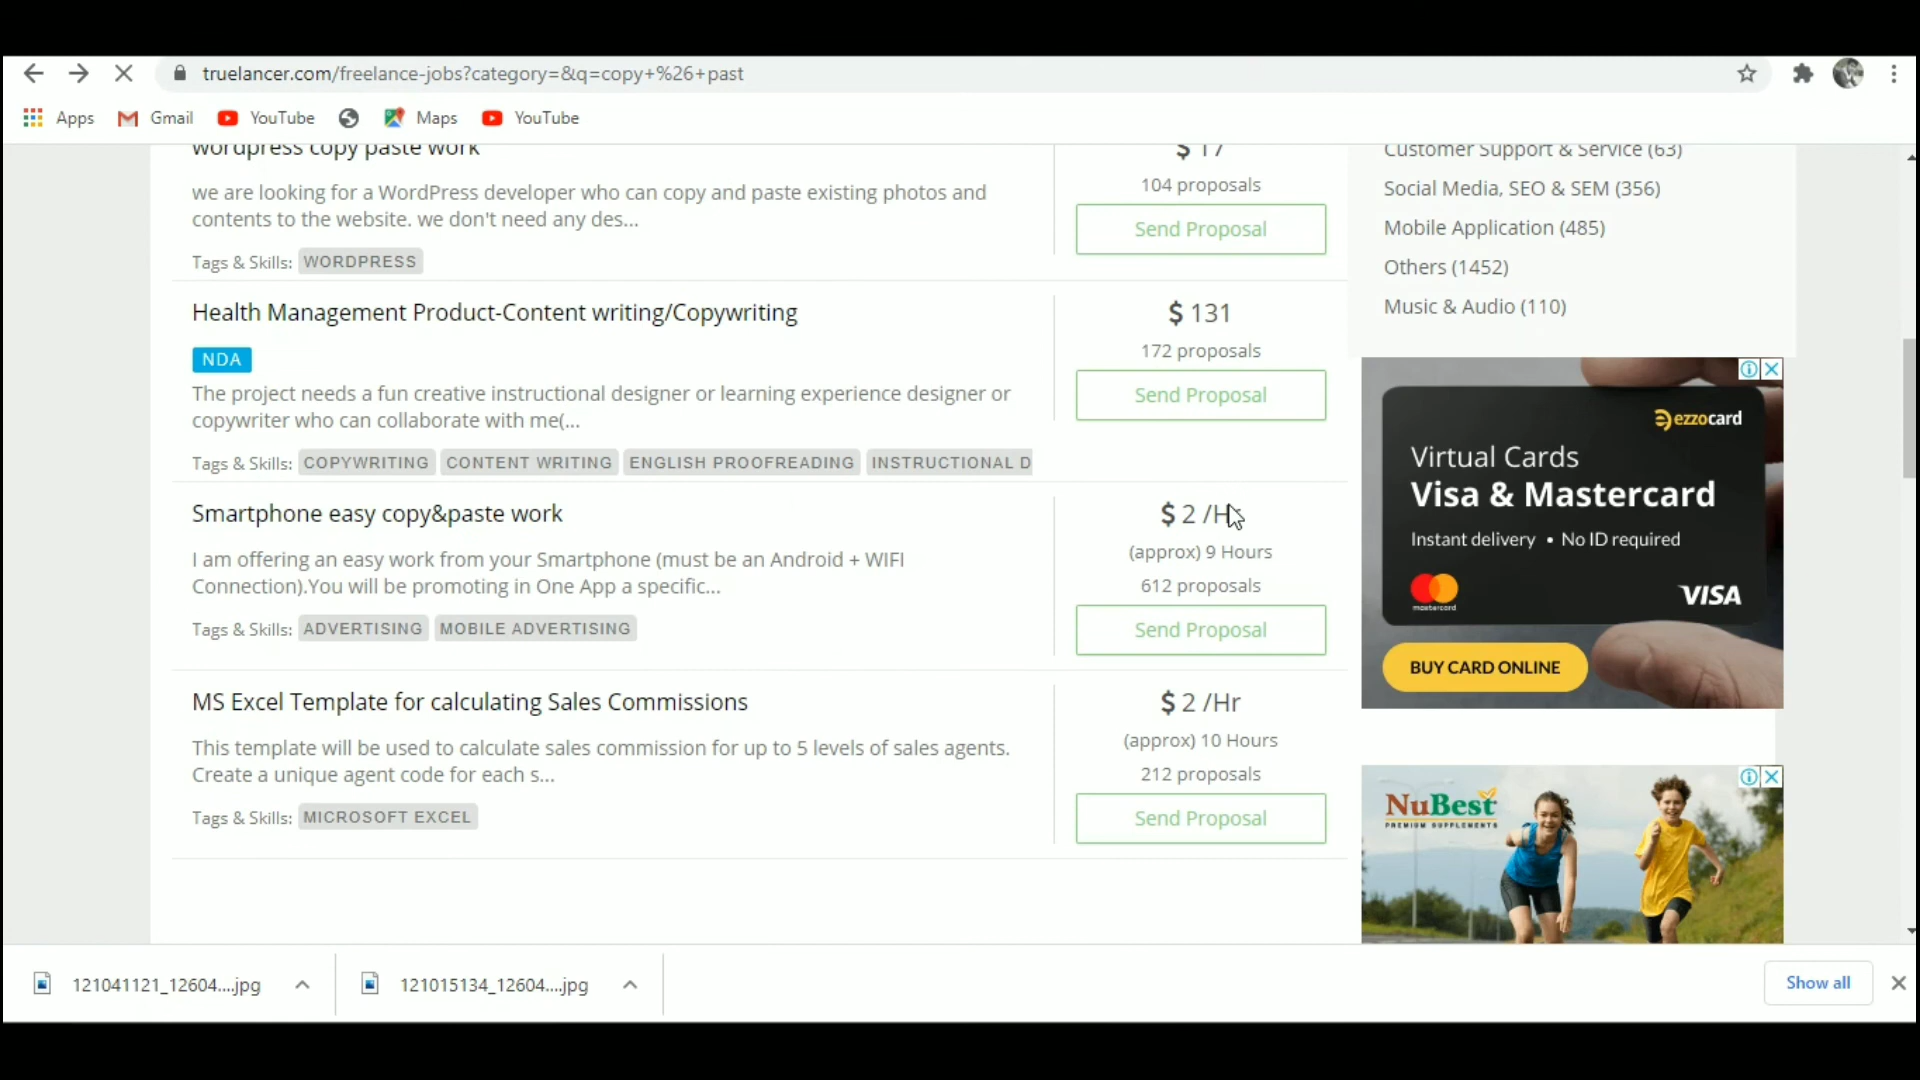 truelancer.com/freelance-jobs?category=&q=copy+%26+past
Apps
Gmail
YouTube
Maps
YouTube
wordpress copy paste work
$ 17
104 proposals
Send Proposal
we are looking for a WordPress developer who can copy and paste existing photos and
contents to the website. we don't need any des...
Tags & Skills: WORDPRESS
Health Management Product-Content writing/Copywriting
$ 131
172 proposals
Send Proposal
NDA
The project needs a fun creative instructional designer or learning experience designer or
copywriter who can collaborate with me(...
Tags & Skills: COPYWRITING CONTENT WRITING ENGLISH PROOFREADING INSTRUCTIONAL D
Smartphone easy copy&paste work
$ 2 /Hr
(approx) 9 Hours
612 proposals
Send Proposal
I am offering an easy work from your Smartphone (must be an Android + WIFI
Connection).You will be promoting in One App a specific...
Tags & Skills: ADVERTISING MOBILE ADVERTISING
MS Excel Template for calculating Sales Commissions
$ 2 /Hr
(approx) 10 Hours
212 proposals
Send Proposal
This template will be used to calculate sales commission for up to 5 levels of sales agents.
Create a unique agent code for each s...
Tags & Skills: MICROSOFT EXCEL
Customer Support & Service (63)
Social Media, SEO & SEM (356)
Mobile Application (485)
Others (1452)
Music & Audio (110)
ezzocard
Virtual Cards
Visa & Mastercard
Instant delivery • No ID required
mastercard
VISA
BUY CARD ONLINE
NuBest
PREMIUM SUPPLEMENTS
121041121_12604....jpg
121015134_12604....jpg
Show all